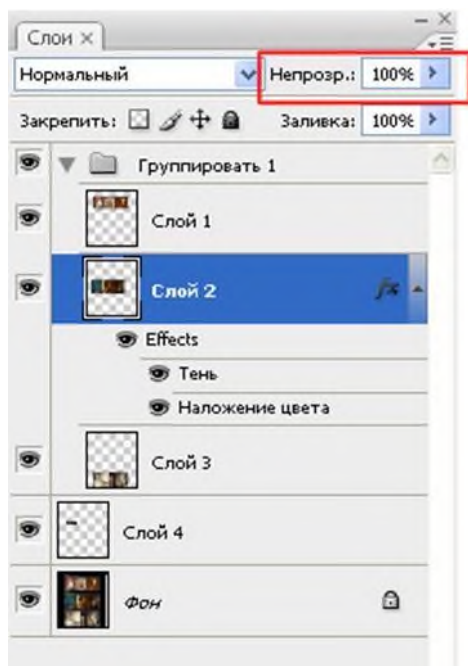 Слои ×
Нормальный Непрозр.: 100%
Закрепить: Заливка: 100%
Группировать 1
Слой 1
Слой 2 fx
Effects
Тень
Наложение цвета
Слой 3
Слой 4
Фон